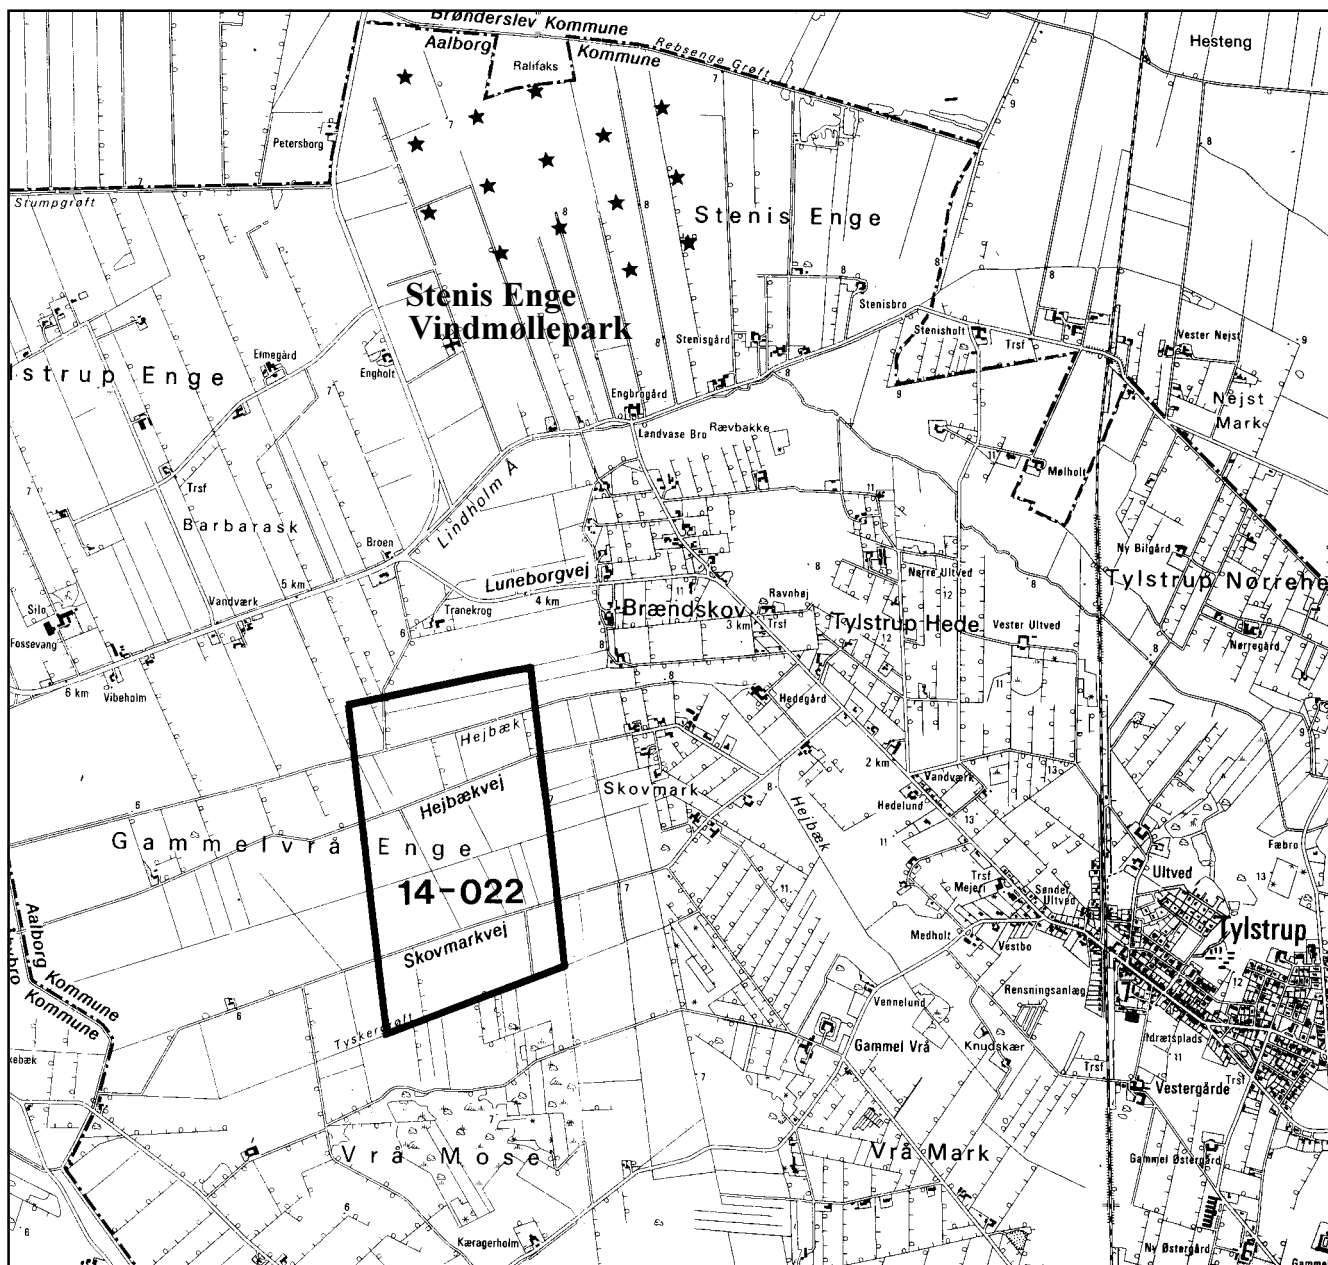 Brønderslev Kommune
Aalborg Kommune
Rebsenge Grøft
Ralifaks
Hesteng
Petersborg
Stumpgrøft
Stenis Enge
Stenis Enge
Vindmøllepark
Stenisbro
Stenisholt
Trsf
Stenisgård
Vester Nejst
Engholt
lstrup Enge
Engbrogård
Nejst
Mark
Landvase Bro
Rævbakke
Mølholt
Trsf
Lindholm Å
Barbarask
Broen
Ny Bilgård
Luneborgvej
Nørre Ultved
Tylstrup Nørrehe
5 km
4 km
Silo
Vandværk
Tranekrog
Brændskov
Ravnhøj
3 km
Trsf
Tylstrup Hede
Vester Ultved
Fossevang
Nørregård
6 km
Vibeholm
Hedegård
Hejbæk
2 km
Vandværk
Hejbækvej
Skovmark
Hedelund
Hejbæk
Gammelvrå Enge
Fæbro
14-022
Trsf
Mejeri
Sønder
Ultved
Ultved
Aalborg Kommune
Kommune
Skovmarkvej
Medholt
Vestbo
Tylstrup
Vennelund
Rensningsanlæg
Gammel Vrå
Knudskær
Idrætsplads
Trsf
Vestergårde
Trsf
Vrå Mose
Vrå Mark
Gammel Østergård
Kæragerholm
Ny Østergård